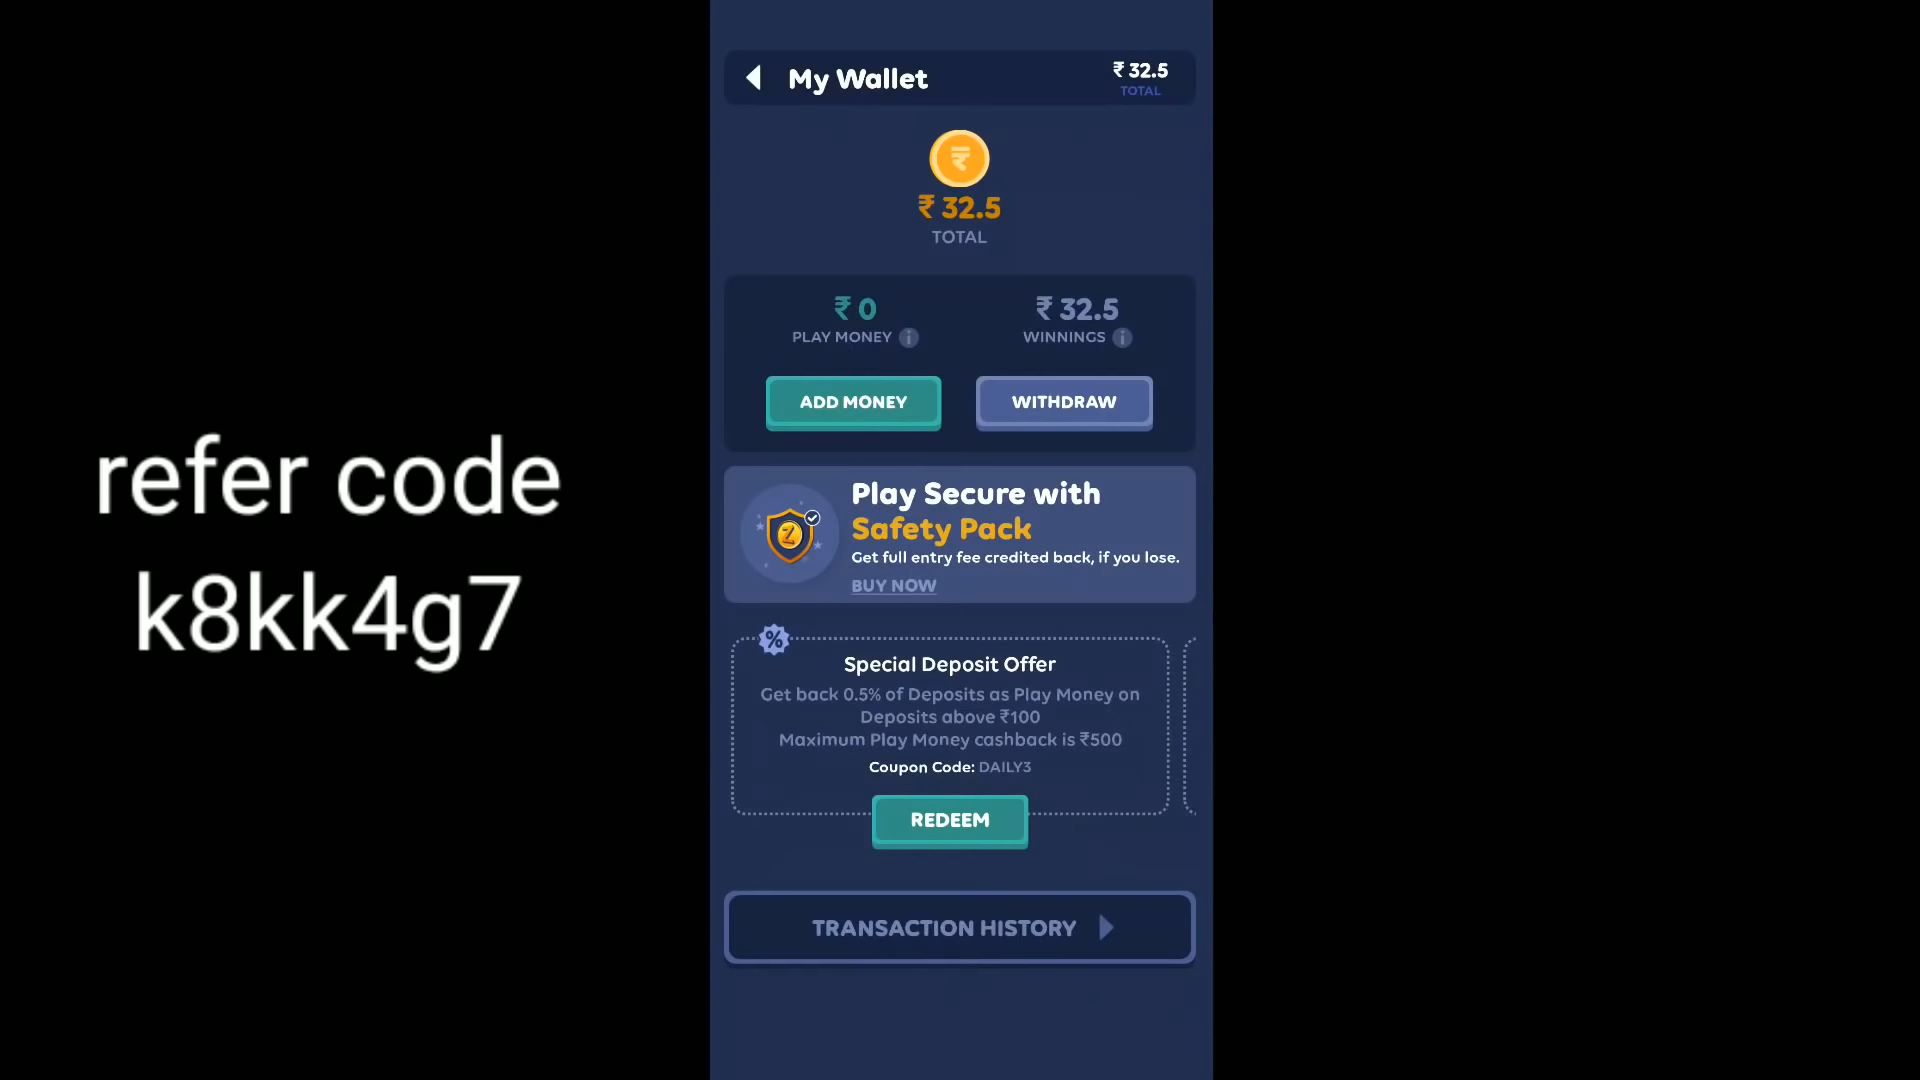 My Wallet
₹ 32.5
TOTAL
₹ 32.5
TOTAL
₹ 0
PLAY MONEY
₹ 32.5
WINNINGS
ADD MONEY
WITHDRAW
refer code
k8kk4g7
Play Secure with
Safety Pack
Get full entry fee credited back, if you lose.
BUY NOW
Special Deposit Offer
Get back 0.5% of Deposits as Play Money on
Deposits above ₹100
Maximum Play Money cashback is ₹500
Coupon Code: DAILY3
REDEEM
TRANSACTION HISTORY